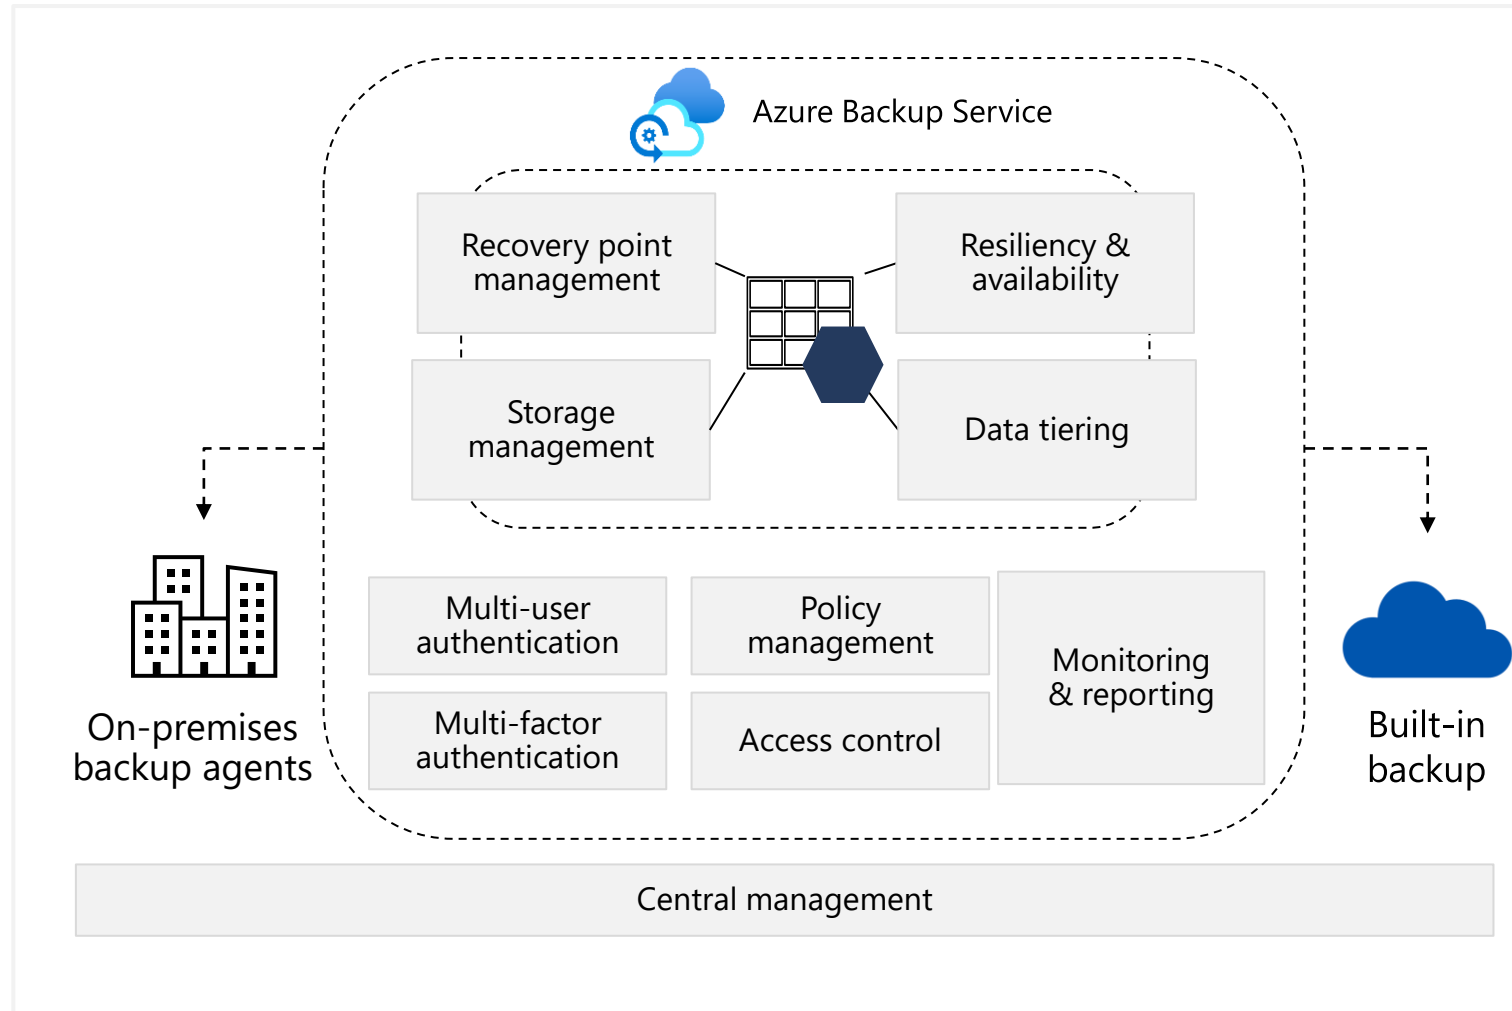 Azure Backup Service
Recovery point
management
Resiliency &
availability
Storage
management
Data tiering
Multi-user
authentication
Policy
management
Monitoring
& reporting
Multi-factor
authentication
Access control
On-premises
backup agents
Built-in
backup
Central management